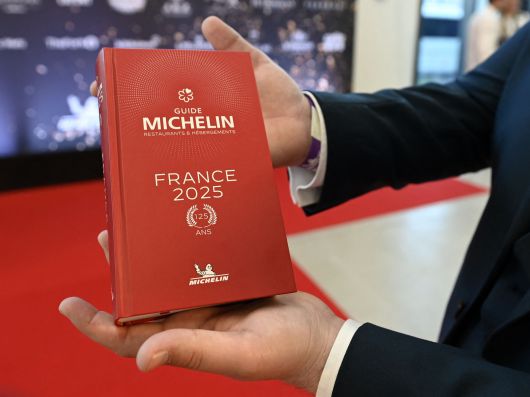 GUIDE
MICHELIN
RESTAURANTS & HÉBERGEMENTS
FRANCE
2025
125
ANS
MICHELIN